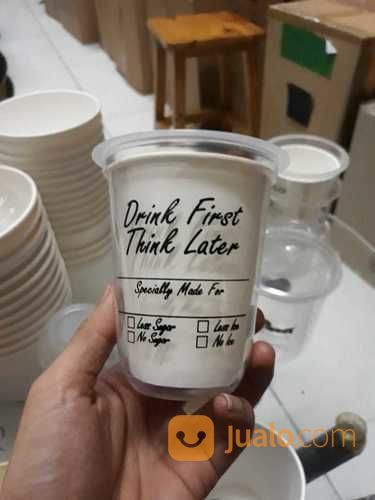 Drink First
Think Later
Specially Made For
Less Sugar Less Ice
No Sugar No Ice
Jualo.com